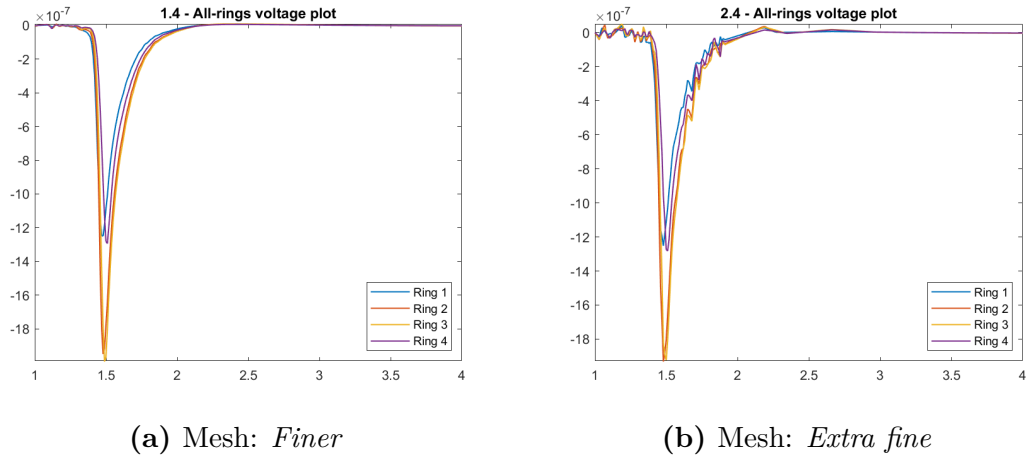 1.4 - All-rings voltage plot
×10⁻⁷
0
-2
-4
-6
-8
-10
-12
-14
-16
-18
1 1.5 2 2.5 3 3.5 4
Ring 1
Ring 2
Ring 3
Ring 4
(a) Mesh: Finer
2.4 - All-rings voltage plot
×10⁻⁷
0
-2
-4
-6
-8
-10
-12
-14
-16
-18
1 1.5 2 2.5 3 3.5 4
Ring 1
Ring 2
Ring 3
Ring 4
(b) Mesh: Extra fine